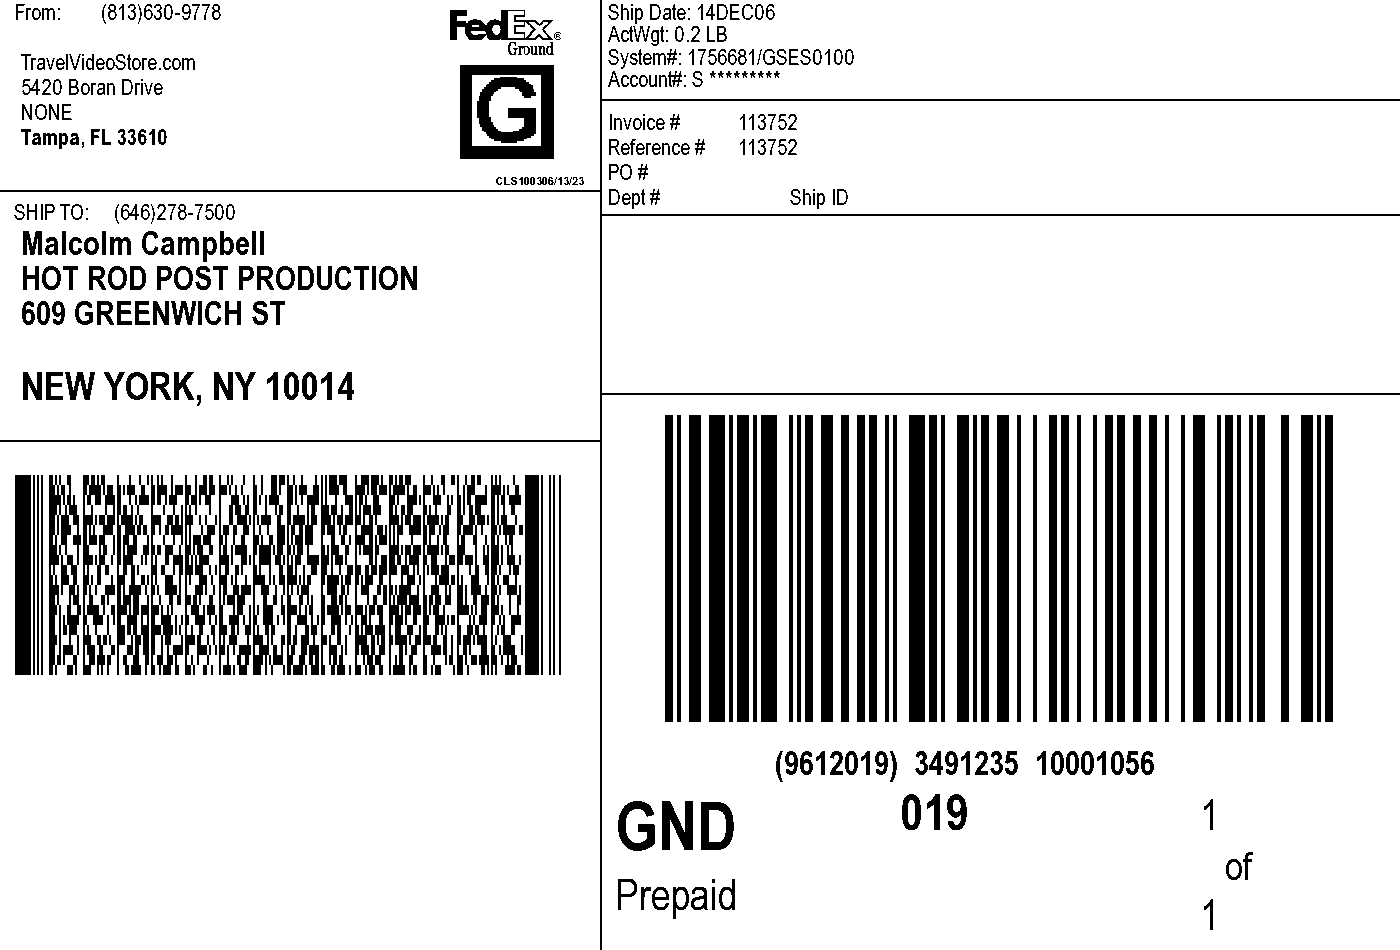 From: (813)630-9778
TravelVideoStore.com
5420 Boran Drive
NONE
Tampa, FL 33610
FedEx®
Ground
G
CLS100306/13/23
SHIP TO: (646)278-7500
Malcolm Campbell
HOT ROD POST PRODUCTION
609 GREENWICH ST
NEW YORK, NY 10014
Ship Date: 14DEC06
ActWgt: 0.2 LB
System#: 1756681/GSES0100
Account#: S *********
Invoice # 113752
Reference # 113752
PO #
Dept # Ship ID
(9612019) 3491235 10001056
GND 019 1
of
Prepaid 1